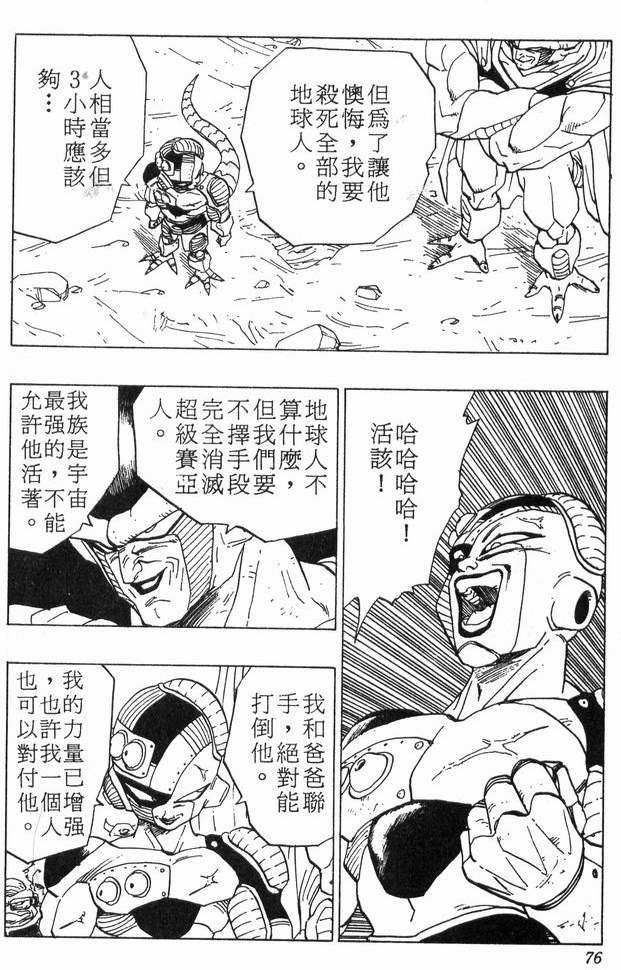 但爲了讓他
懊悔，我要
殺死全部的
地球人。
人相當多但
3小時應該
夠…
哈哈哈哈！
活該！
地球人不
算什麼，
但我們要
不擇手段
完全消滅
超級賽亞
人。
我族是宇宙
最强的，不能
允許他活著。
我和爸爸聯
手，絕對能
打倒他。
我的力量已增强
，也許我一個人
也可以對付他。
76